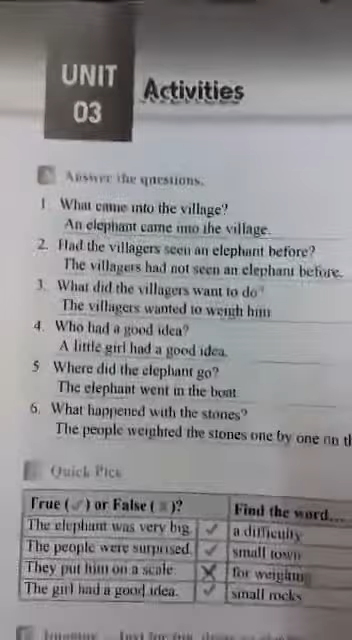 UNIT
03
Activities
A Answer the questions.
1. What came into the village?
An elephant came into the village.
2. Had the villagers seen an elephant before?
The villagers had not seen an elephant before.
3. What did the villagers want to do?
The villagers wanted to weigh him
4. Who had a good idea?
A little girl had a good idea.
5 Where did the elephant go?
The elephant went in the boat
6. What happened with the stones?
The people weighted the stones one by one on
Quick Pick
True (✓) or False (x)? Find the word...
The elephant was very big. ✓ a difficulty
The people were surprised. ✓ small town
They put him on a scale. X for weighing
The girl had a good idea. ✓ small rocks